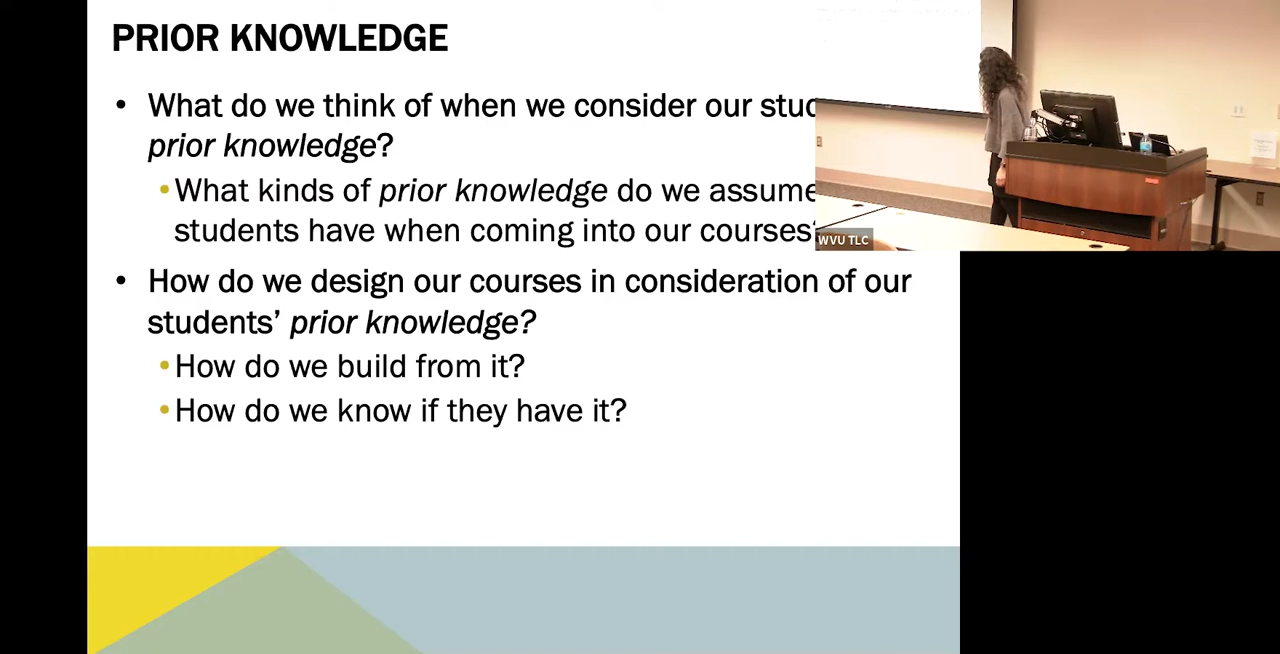 PRIOR KNOWLEDGE
• What do we think of when we consider our
prior knowledge?
• What kinds of prior knowledge do we assume
students have when coming into our courses?
• How do we design our courses in consideration of our
students’ prior knowledge?
• How do we build from it?
• How do we know if they have it?
WVU TLC